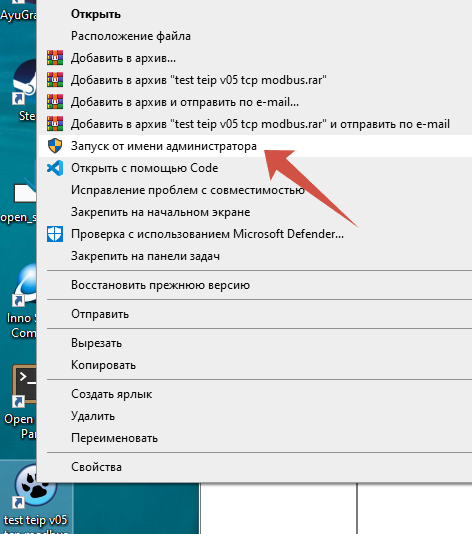 AyuGra
Открыть
Расположение файла
Добавить в архив...
Добавить в архив "test teip v05 tcp modbus.rar"
Добавить в архив и отправить по e-mail...
Добавить в архив "test teip v05 tcp modbus.rar" и отправить по e-mail
Запуск от имени администратора
Открыть с помощью Code
Исправление проблем с совместимостью
Закрепить на начальном экране
Проверка с использованием Microsoft Defender...
Закрепить на панели задач
Восстановить прежнюю версию
Отправить
Вырезать
Копировать
Создать ярлык
Удалить
Переименовать
Свойства
Ste
open_s
Inno S
Com
Open
Par
test teip v05
tcp modbus